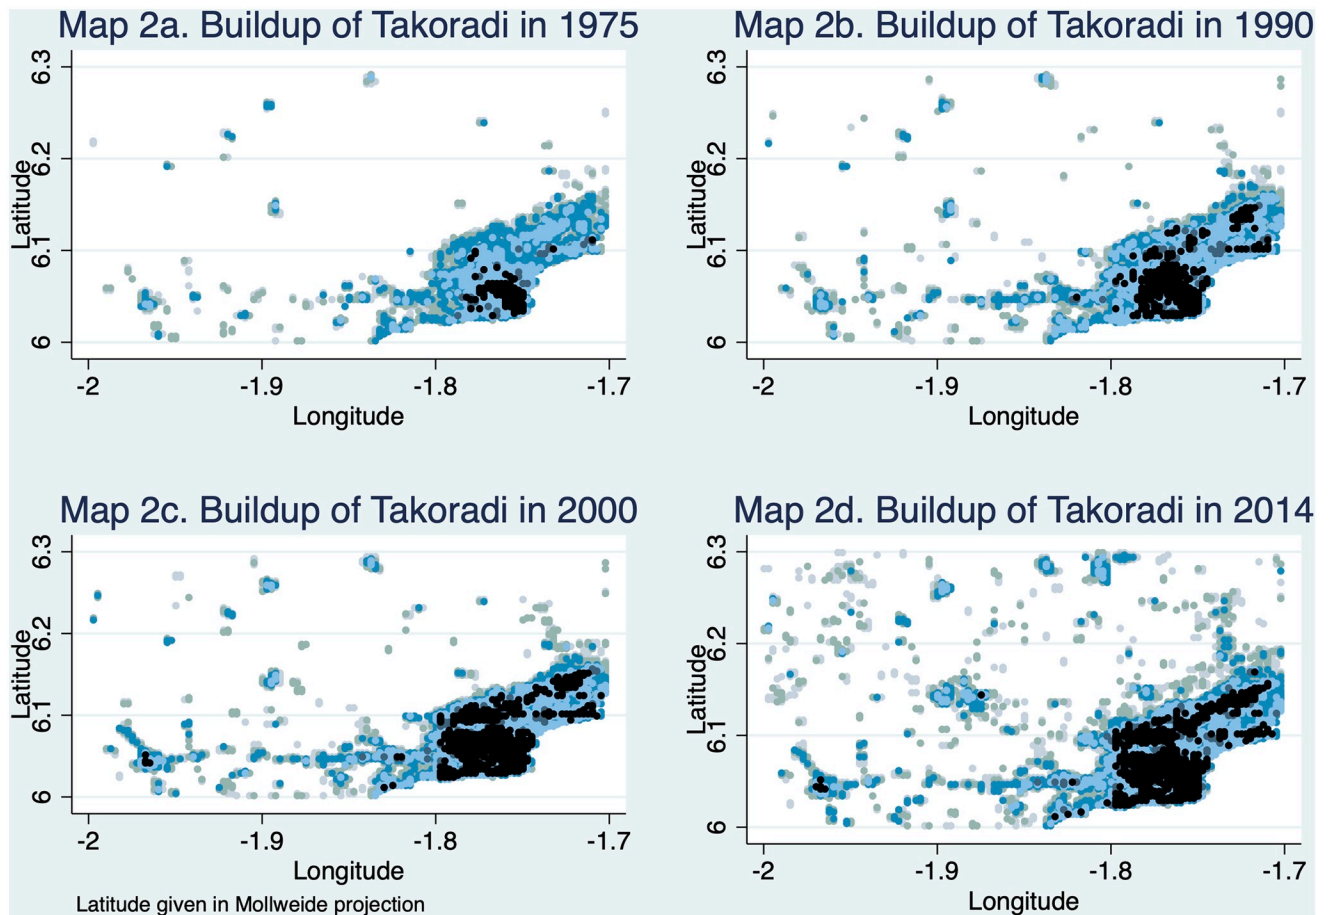 Map 2a. Buildup of Takoradi in 1975
6.3
6.2
6.1
6
Latitude
-2 -1.9 -1.8 -1.7
Longitude
Map 2b. Buildup of Takoradi in 1990
6.3
6.2
6.1
6
Latitude
-2 -1.9 -1.8 -1.7
Longitude
Map 2c. Buildup of Takoradi in 2000
6.3
6.2
6.1
6
Latitude
-2 -1.9 -1.8 -1.7
Longitude
Latitude given in Mollweide projection
Map 2d. Buildup of Takoradi in 2014
6.3
6.2
6.1
6
Latitude
-2 -1.9 -1.8 -1.7
Longitude